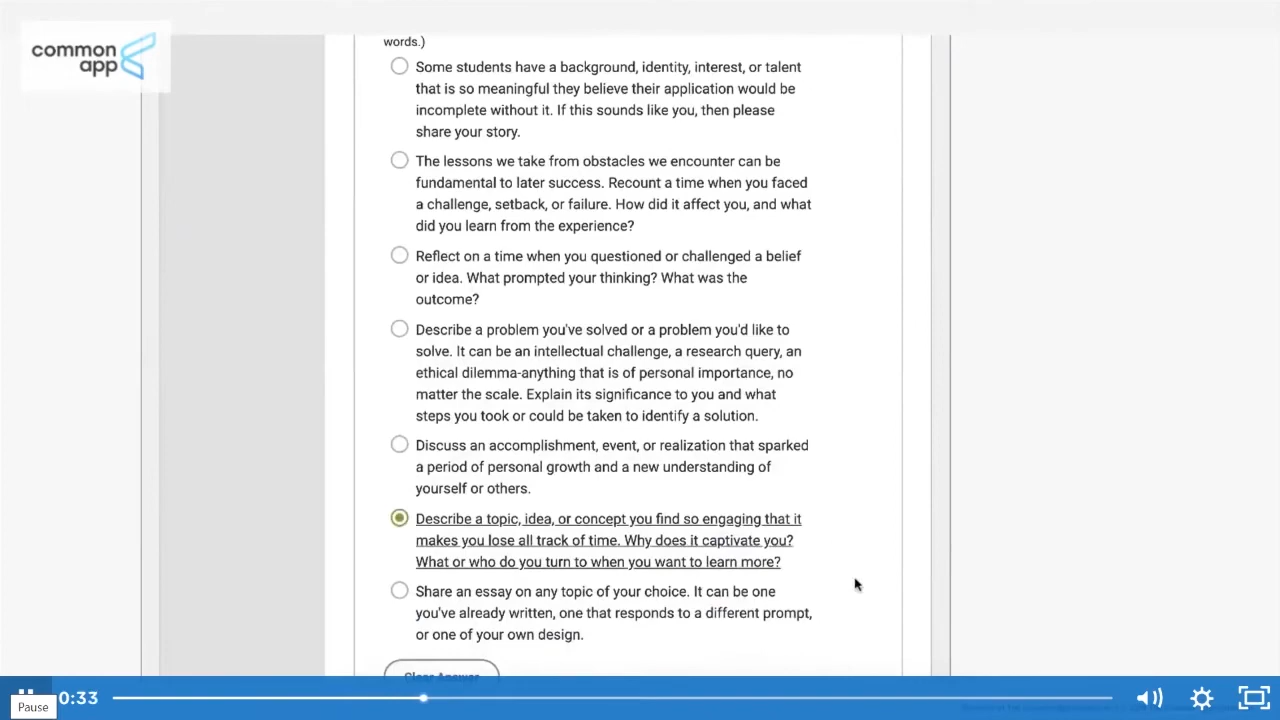 common
app
words.)
Some students have a background, identity, interest, or talent
that is so meaningful they believe their application would be
incomplete without it. If this sounds like you, then please
share your story.
The lessons we take from obstacles we encounter can be
fundamental to later success. Recount a time when you faced
a challenge, setback, or failure. How did it affect you, and what
did you learn from the experience?
Reflect on a time when you questioned or challenged a belief
or idea. What prompted your thinking? What was the
outcome?
Describe a problem you've solved or a problem you'd like to
solve. It can be an intellectual challenge, a research query, an
ethical dilemma-anything that is of personal importance, no
matter the scale. Explain its significance to you and what
steps you took or could be taken to identify a solution.
Discuss an accomplishment, event, or realization that sparked
a period of personal growth and a new understanding of
yourself or others.
Describe a topic, idea, or concept you find so engaging that it
makes you lose all track of time. Why does it captivate you?
What or who do you turn to when you want to learn more?
Share an essay on any topic of your choice. It can be one
you've already written, one that responds to a different prompt,
or one of your own design.
Clear Answer
0:33
Pause